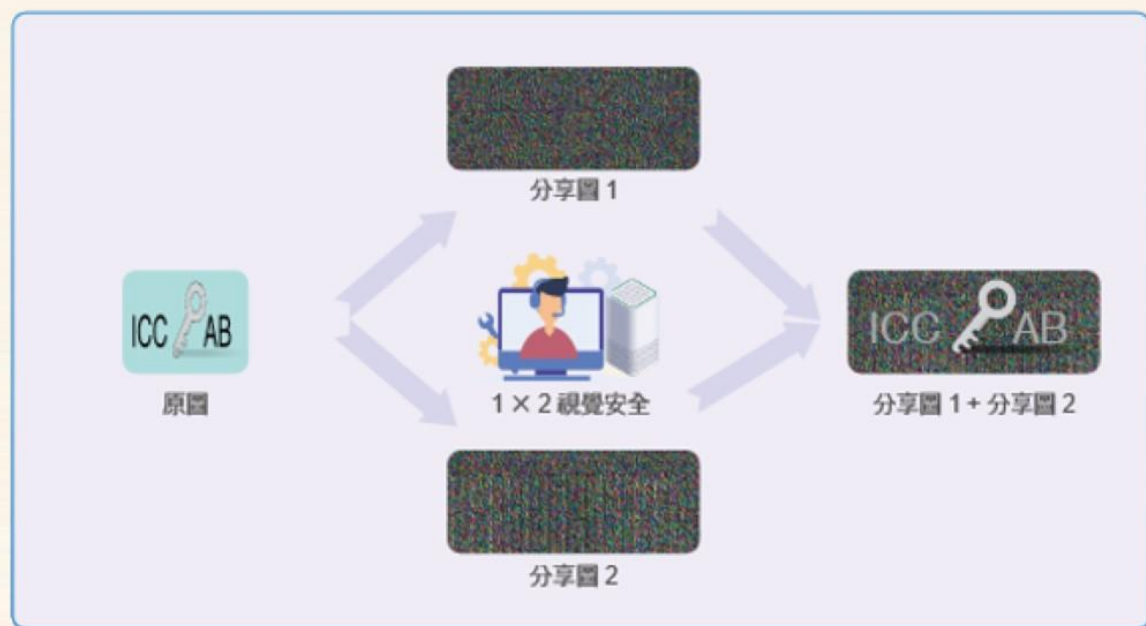 分享圖 1
ICC AB
原圖
1 × 2 視覺安全
ICC AB
分享圖 1 + 分享圖 2
分享圖 2